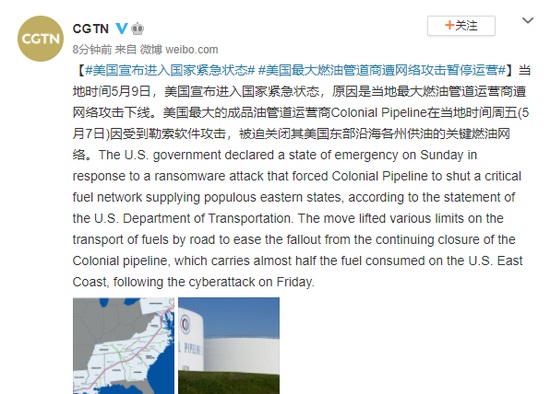 CGTN
CGTN
+关注
8分钟前 来自 微博 weibo.com
【#美国宣布进入国家紧急状态# #美国最大燃油管道商遭网络攻击暂停运营#】当
地时间5月9日，美国宣布进入国家紧急状态，原因是当地最大燃油管道运营商遭
网络攻击下线。美国最大的成品油管道运营商Colonial Pipeline在当地时间周五(5
月7日)因受到勒索软件攻击，被迫关闭其美国东部沿海各州供油的关键燃油网
络。The U.S. government declared a state of emergency on Sunday in
response to a ransomware attack that forced Colonial Pipeline to shut a critical
fuel network supplying populous eastern states, according to the statement of
the U.S. Department of Transportation. The move lifted various limits on the
transport of fuels by road to ease the fallout from the continuing closure of the
Colonial pipeline, which carries almost half the fuel consumed on the U.S. East
Coast, following the cyberattack on Friday.
PIPELINE